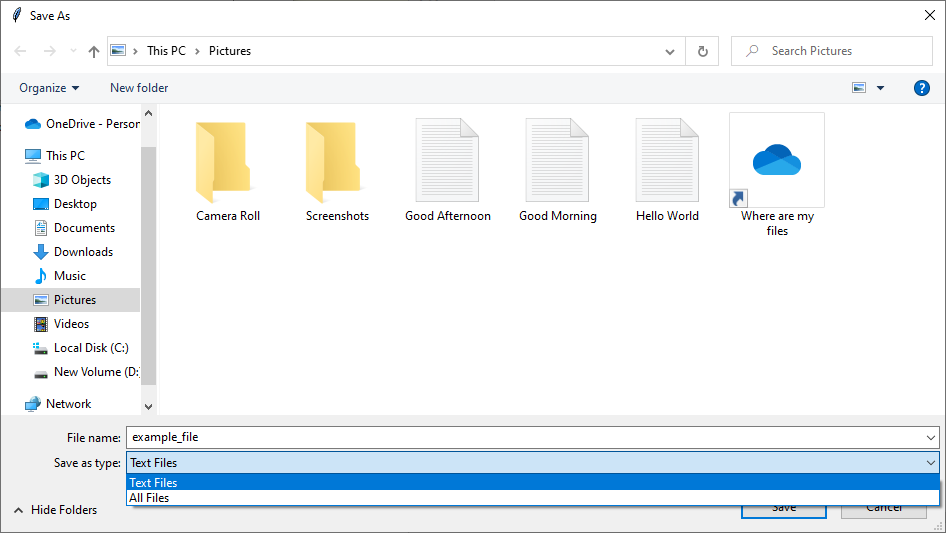 Save As
This PC
Pictures
Search Pictures
Organize
New folder
?
OneDrive - Person
This PC
3D Objects
Desktop
Documents
Downloads
Music
Pictures
Videos
Local Disk (C:)
New Volume (D:
Network
Camera Roll
Screenshots
Good Afternoon
Good Morning
Hello World
Where are my
files
File name:
example_file
Save as type:
Text Files
Text Files
All Files
Hide Folders
Save
Cancel